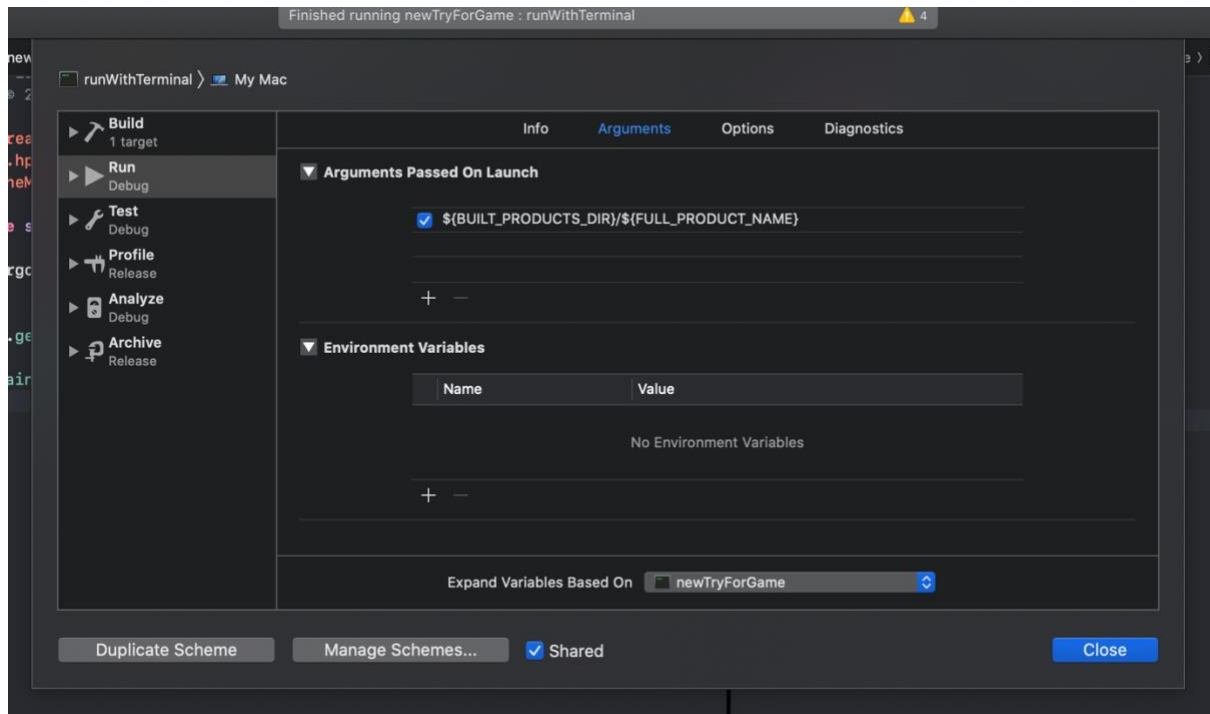 Finished running newTryForGame : runWithTerminal
4
new
runWithTerminal 〉 My Mac
Build
1 target
Run
Debug
Test
Debug
Profile
Release
Analyze
Debug
Archive
Release
Info Arguments Options Diagnostics
Arguments Passed On Launch
${BUILT_PRODUCTS_DIR}/${FULL_PRODUCT_NAME}
+ —
Environment Variables
Name Value
No Environment Variables
+ —
Expand Variables Based On newTryForGame
Duplicate Scheme Manage Schemes... Shared Close